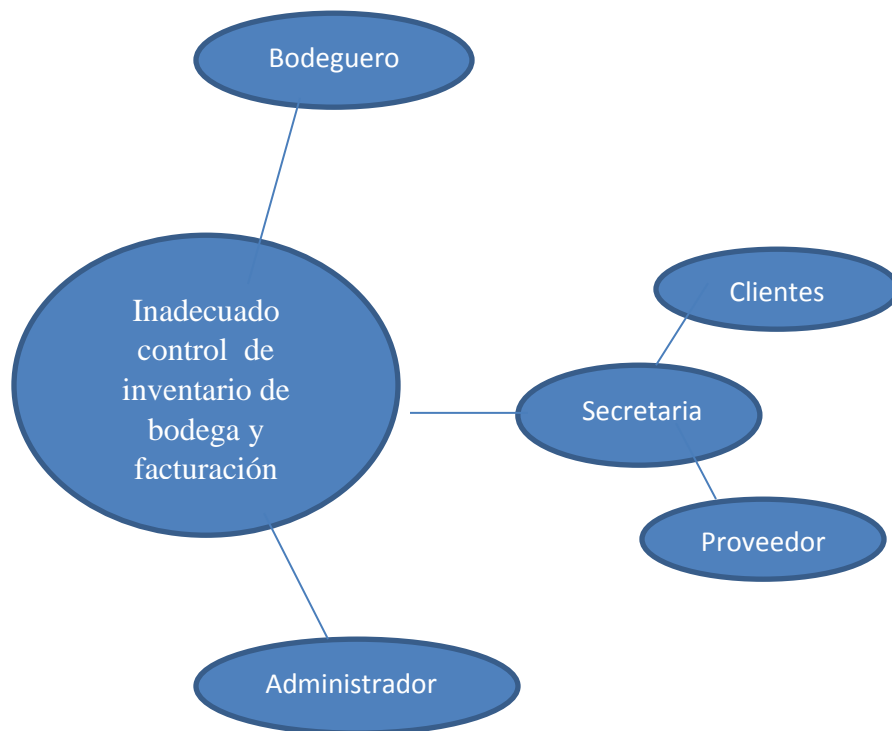 Bodeguero
Inadecuado
control de
inventario de
bodega y
facturación
Clientes
Secretaria
Proveedor
Administrador